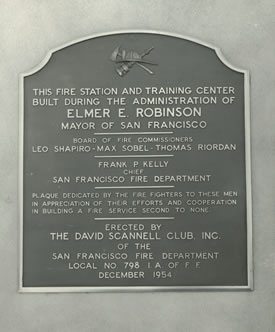 THIS FIRE STATION AND TRAINING CENTER
BUILT DURING THE ADMINISTRATION OF
ELMER E. ROBINSON
MAYOR OF SAN FRANCISCO
BOARD OF FIRE COMMISSIONERS
LEO SHAPIRO - MAX SOBEL - THOMAS RIORDAN
FRANK P. KELLY
CHIEF
SAN FRANCISCO FIRE DEPARTMENT
PLAQUE DEDICATED BY THE FIRE FIGHTERS TO THESE MEN
IN APPRECIATION OF THEIR EFFORTS AND COOPERATION
IN BUILDING A FIRE SERVICE SECOND TO NONE.
ERECTED BY
THE DAVID SCANNELL CLUB, INC.
OF THE
SAN FRANCISCO FIRE DEPARTMENT
LOCAL NO. 798 I. A. OF F. F.
DECEMBER 1954